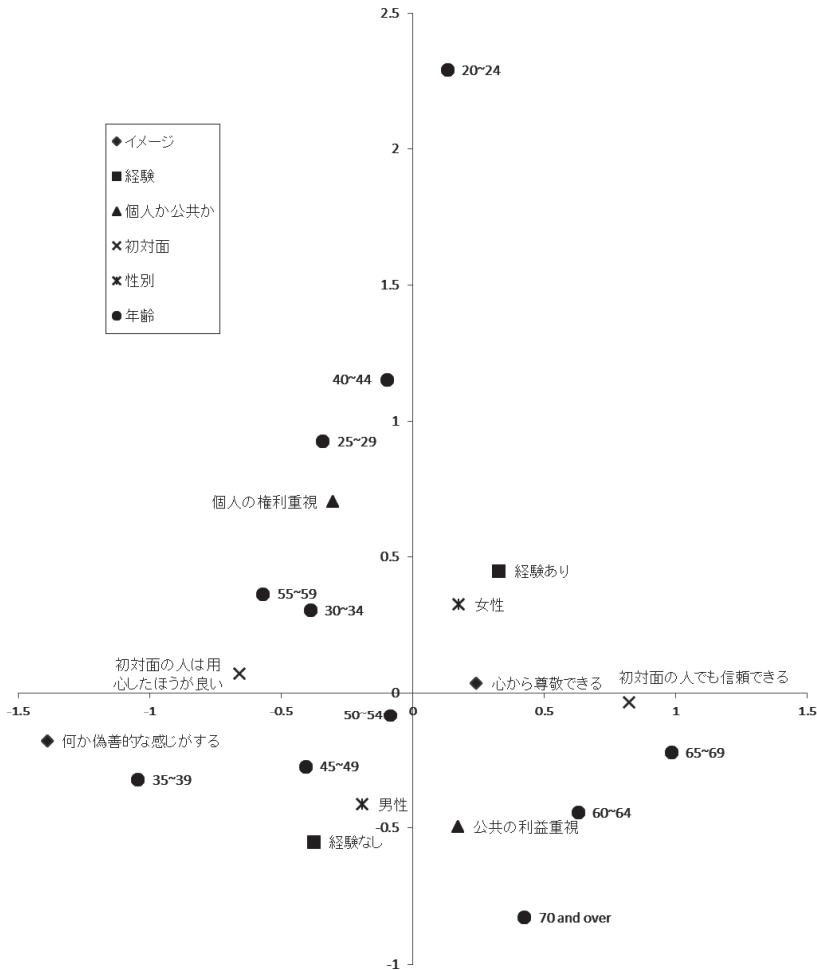 2.5
20~24
イメージ
経験
個人か公共か
初対面
性別
年齢
2
1.5
40~44
1
25~29
個人の権利重視
0.5
経験あり
55~59
30~34
女性
初対面の人は用
心したほうが良い
心から尊敬できる
初対面の人でも信頼できる
-1.5
-1
-0.5
0
0
0.5
1
1.5
50~54
何か偽善的な感じがする
35~39
45~49
65~69
男性
60~64
-0.5
公共の利益重視
経験なし
70 and over
-1